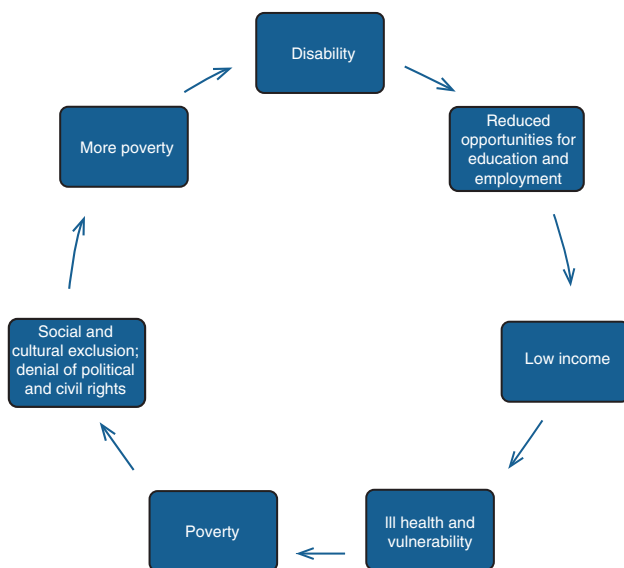 Disability
Reduced
opportunities for
education and
employment
Low income
Ill health and
vulnerability
Poverty
Social and
cultural exclusion;
denial of political
and civil rights
More poverty